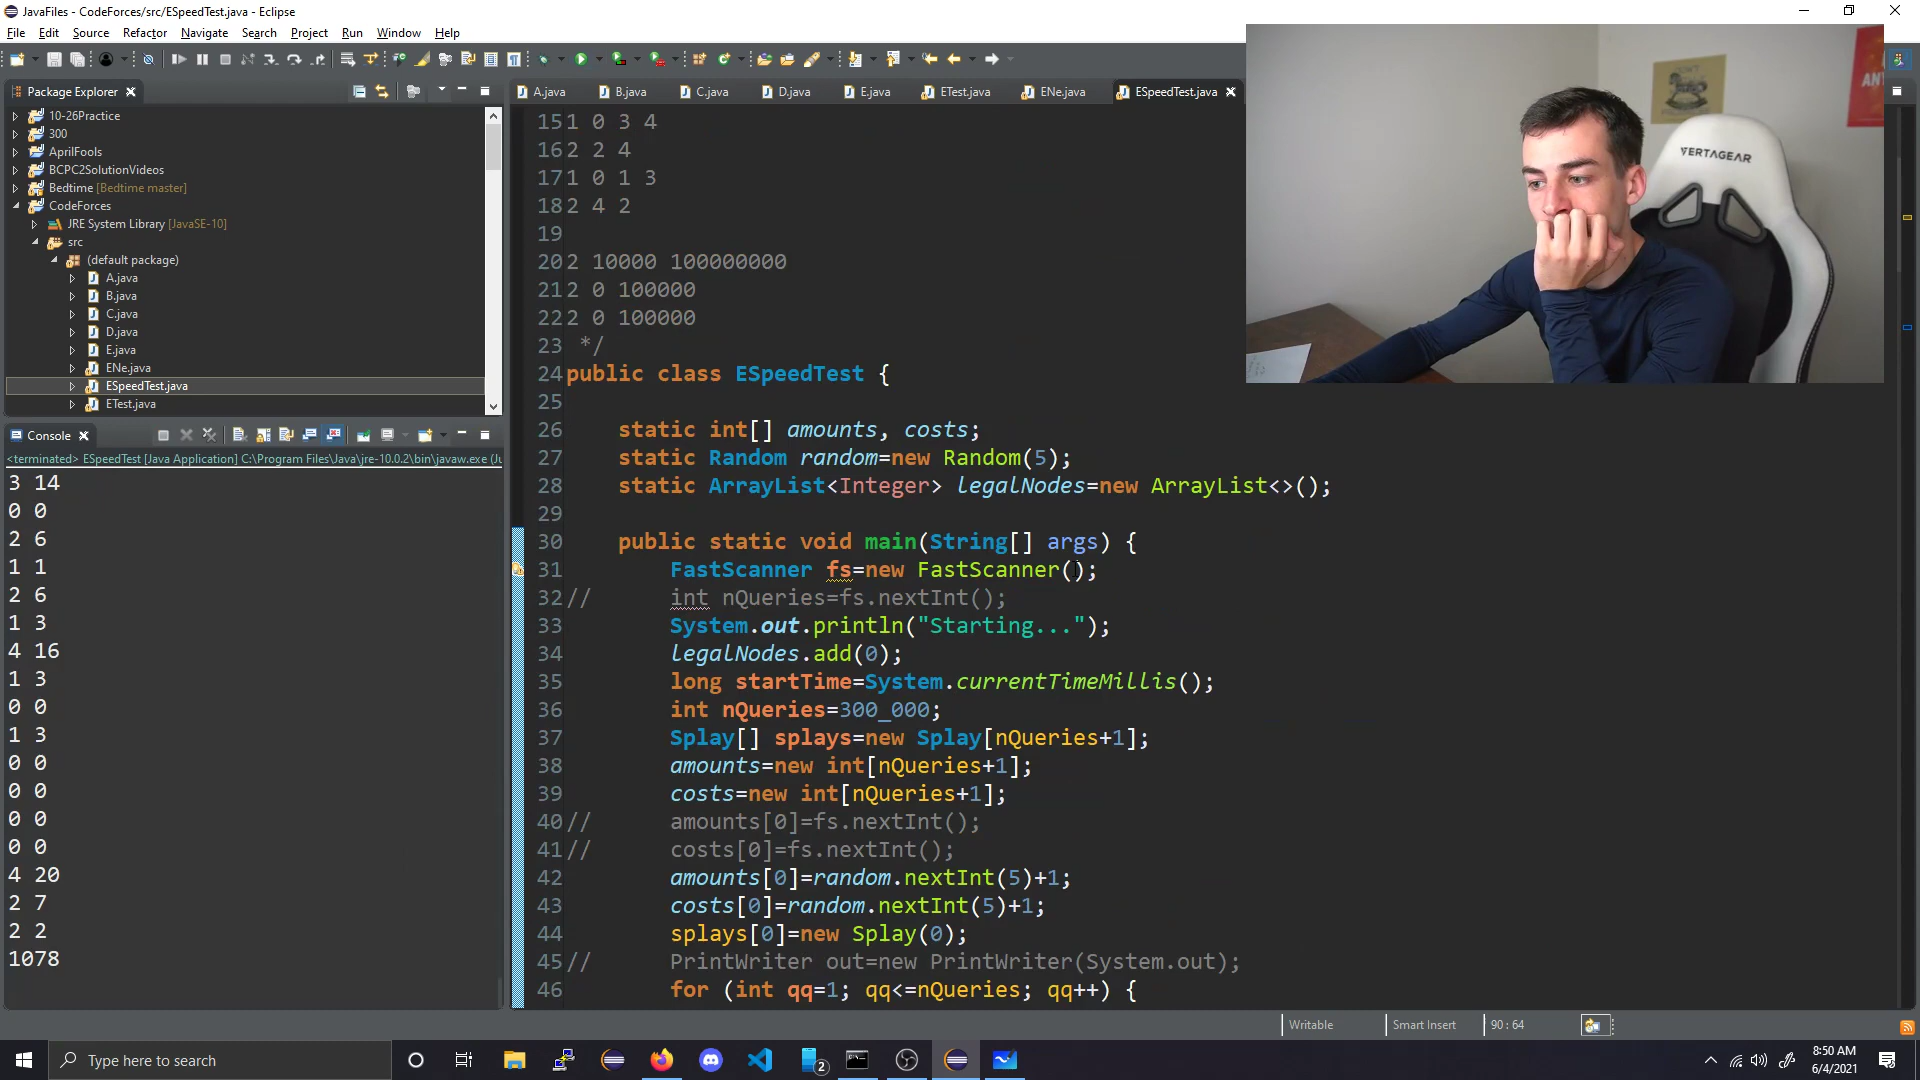 JavaFiles - CodeForces/src/ESpeedTest.java - Eclipse
File Edit Source Refactor Navigate Search Project Run Window Help
Package Explorer
10-26Practice
300
AprilFools
BCPC2SolutionVideos
Bedtime [Bedtime master]
CodeForces
JRE System Library [JavaSE-10]
src
(default package)
A.java
B.java
C.java
D.java
E.java
ENe.java
ESpeedTest.java
ETest.java
Console
<terminated> ESpeedTest [Java Application] C:\Program Files\Java\jre-10.0.2\bin\javaw.exe (Ju
3 14
0 0
2 6
1 1
2 6
1 3
4 16
1 3
0 0
1 3
0 0
0 0
0 0
0 0
4 20
2 7
2 2
1078
A.java B.java C.java D.java E.java ETest.java ENe.java ESpeedTest.java
15 1 0 3 4
16 2 2 4
17 1 0 1 3
18 2 4 2
19
20 2 10000 100000000
21 2 0 100000
22 2 0 100000
23 */
24 public class ESpeedTest {
25
26 static int[] amounts, costs;
27 static Random random=new Random(5);
28 static ArrayList<Integer> legalNodes=new ArrayList<>();
29
30 public static void main(String[] args) {
31 FastScanner fs=new FastScanner();
32 // int nQueries=fs.nextInt();
33 System.out.println("Starting...");
34 legalNodes.add(0);
35 long startTime=System.currentTimeMillis();
36 int nQueries=300_000;
37 Splay[] splays=new Splay[nQueries+1];
38 amounts=new int[nQueries+1];
39 costs=new int[nQueries+1];
40 // amounts[0]=fs.nextInt();
41 // costs[0]=fs.nextInt();
42 amounts[0]=random.nextInt(5)+1;
43 costs[0]=random.nextInt(5)+1;
44 splays[0]=new Splay(0);
45 // PrintWriter out=new PrintWriter(System.out);
46 for (int qq=1; qq<=nQueries; qq++) {
VERTAGEAR
Writable Smart Insert 90 : 64
Type here to search
2
8:50 AM
6/4/2021